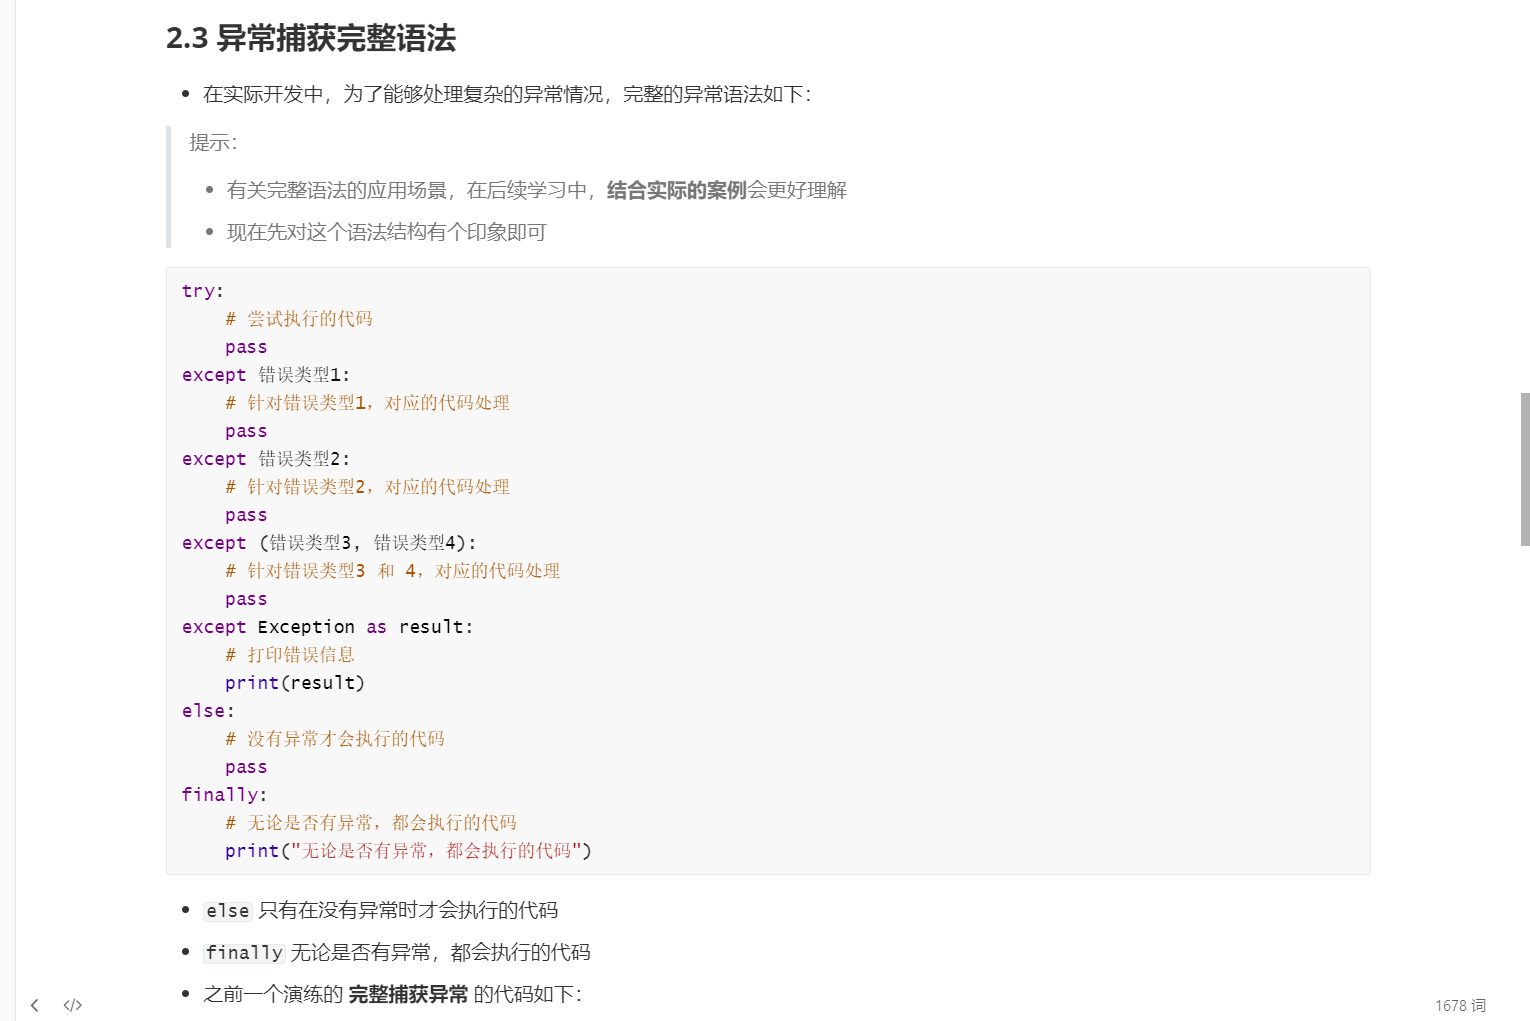 2.3 异常捕获完整语法
• 在实际开发中，为了能够处理复杂的异常情况，完整的异常语法如下：
提示：
• 有关完整语法的应用场景，在后续学习中，结合实际的案例会更好理解
• 现在先对这个语法结构有个印象即可
try:
    # 尝试执行的代码
    pass
except 错误类型1:
    # 针对错误类型1，对应的代码处理
    pass
except 错误类型2:
    # 针对错误类型2，对应的代码处理
    pass
except (错误类型3, 错误类型4):
    # 针对错误类型3 和 4，对应的代码处理
    pass
except Exception as result:
    # 打印错误信息
    print(result)
else:
    # 没有异常才会执行的代码
    pass
finally:
    # 无论是否有异常，都会执行的代码
    print("无论是否有异常，都会执行的代码")
• else 只有在没有异常时才会执行的代码
• finally 无论是否有异常，都会执行的代码
• 之前一个演练的 完整捕获异常 的代码如下：
< </> 1678 词